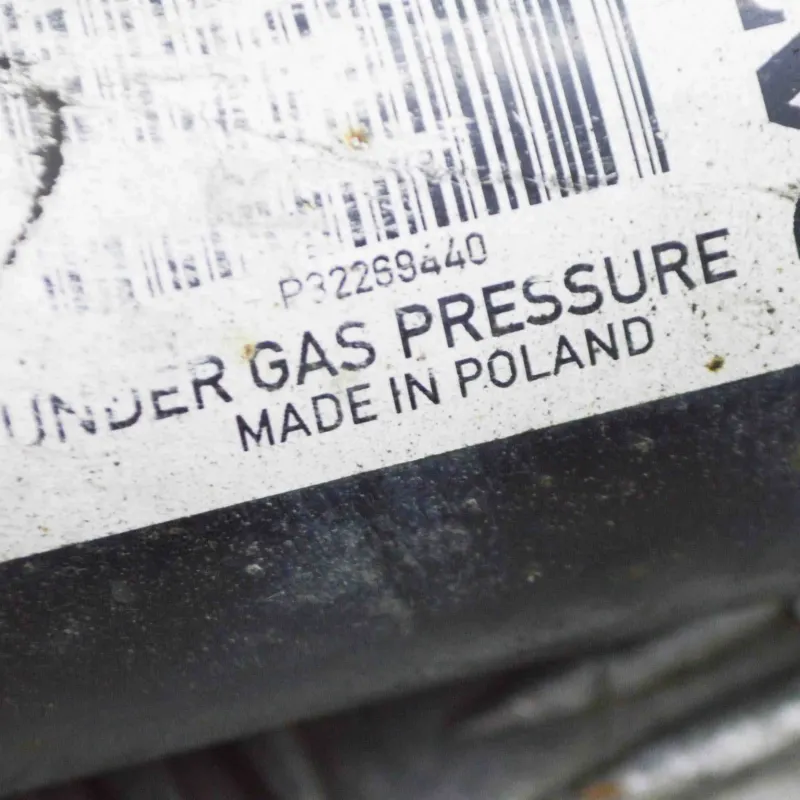 P32269440
UNDER GAS PRESSURE
MADE IN POLAND